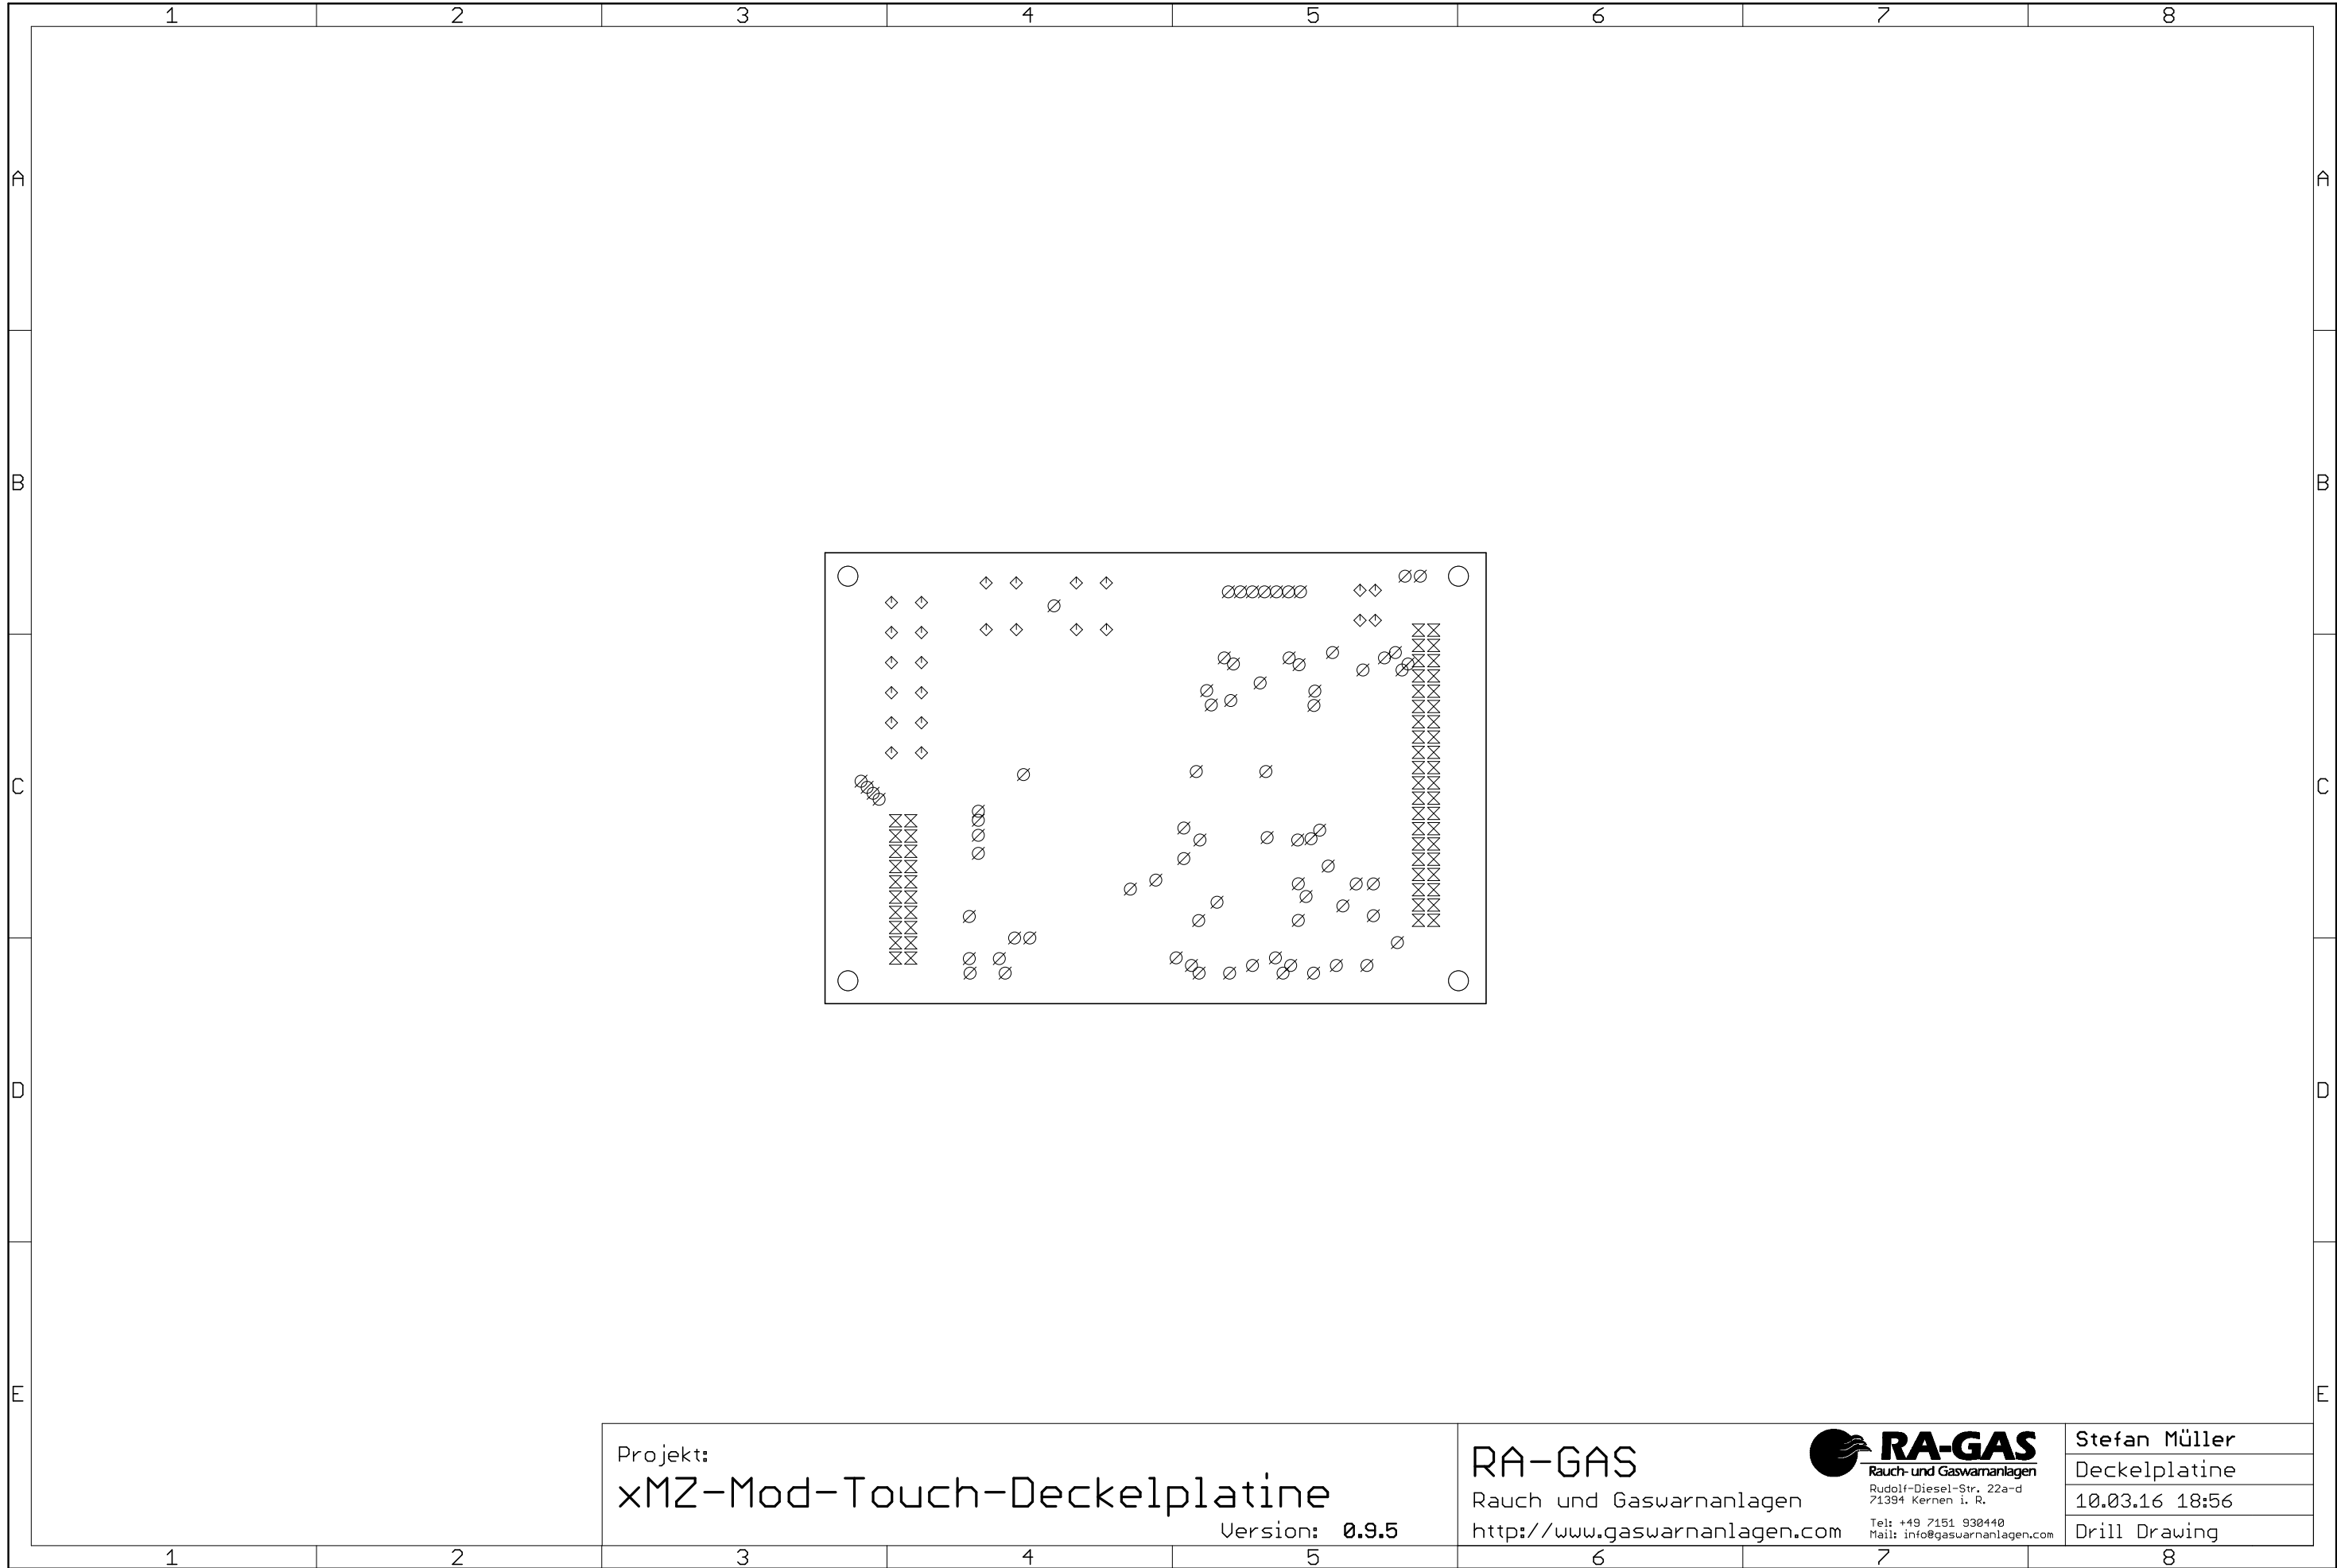 1 2 3 4 5 6 7 8
A A
B B
C C
D D
E E
Projekt:
xMZ-Mod-Touch-Deckelplatine
Version: 0.9.5
RA-GAS
Rauch und Gaswarnanlagen
http://www.gaswarnanlagen.com
RA-GAS
Rauch- und Gaswarnanlagen
Rudolf-Diesel-Str. 22a-d
71394 Kernen i. R.
Tel: +49 7151 930440
Mail: info@gaswarnanlagen.com
Stefan Müller
Deckelplatine
10.03.16 18:56
Drill Drawing
1 2 3 4 5 6 7 8